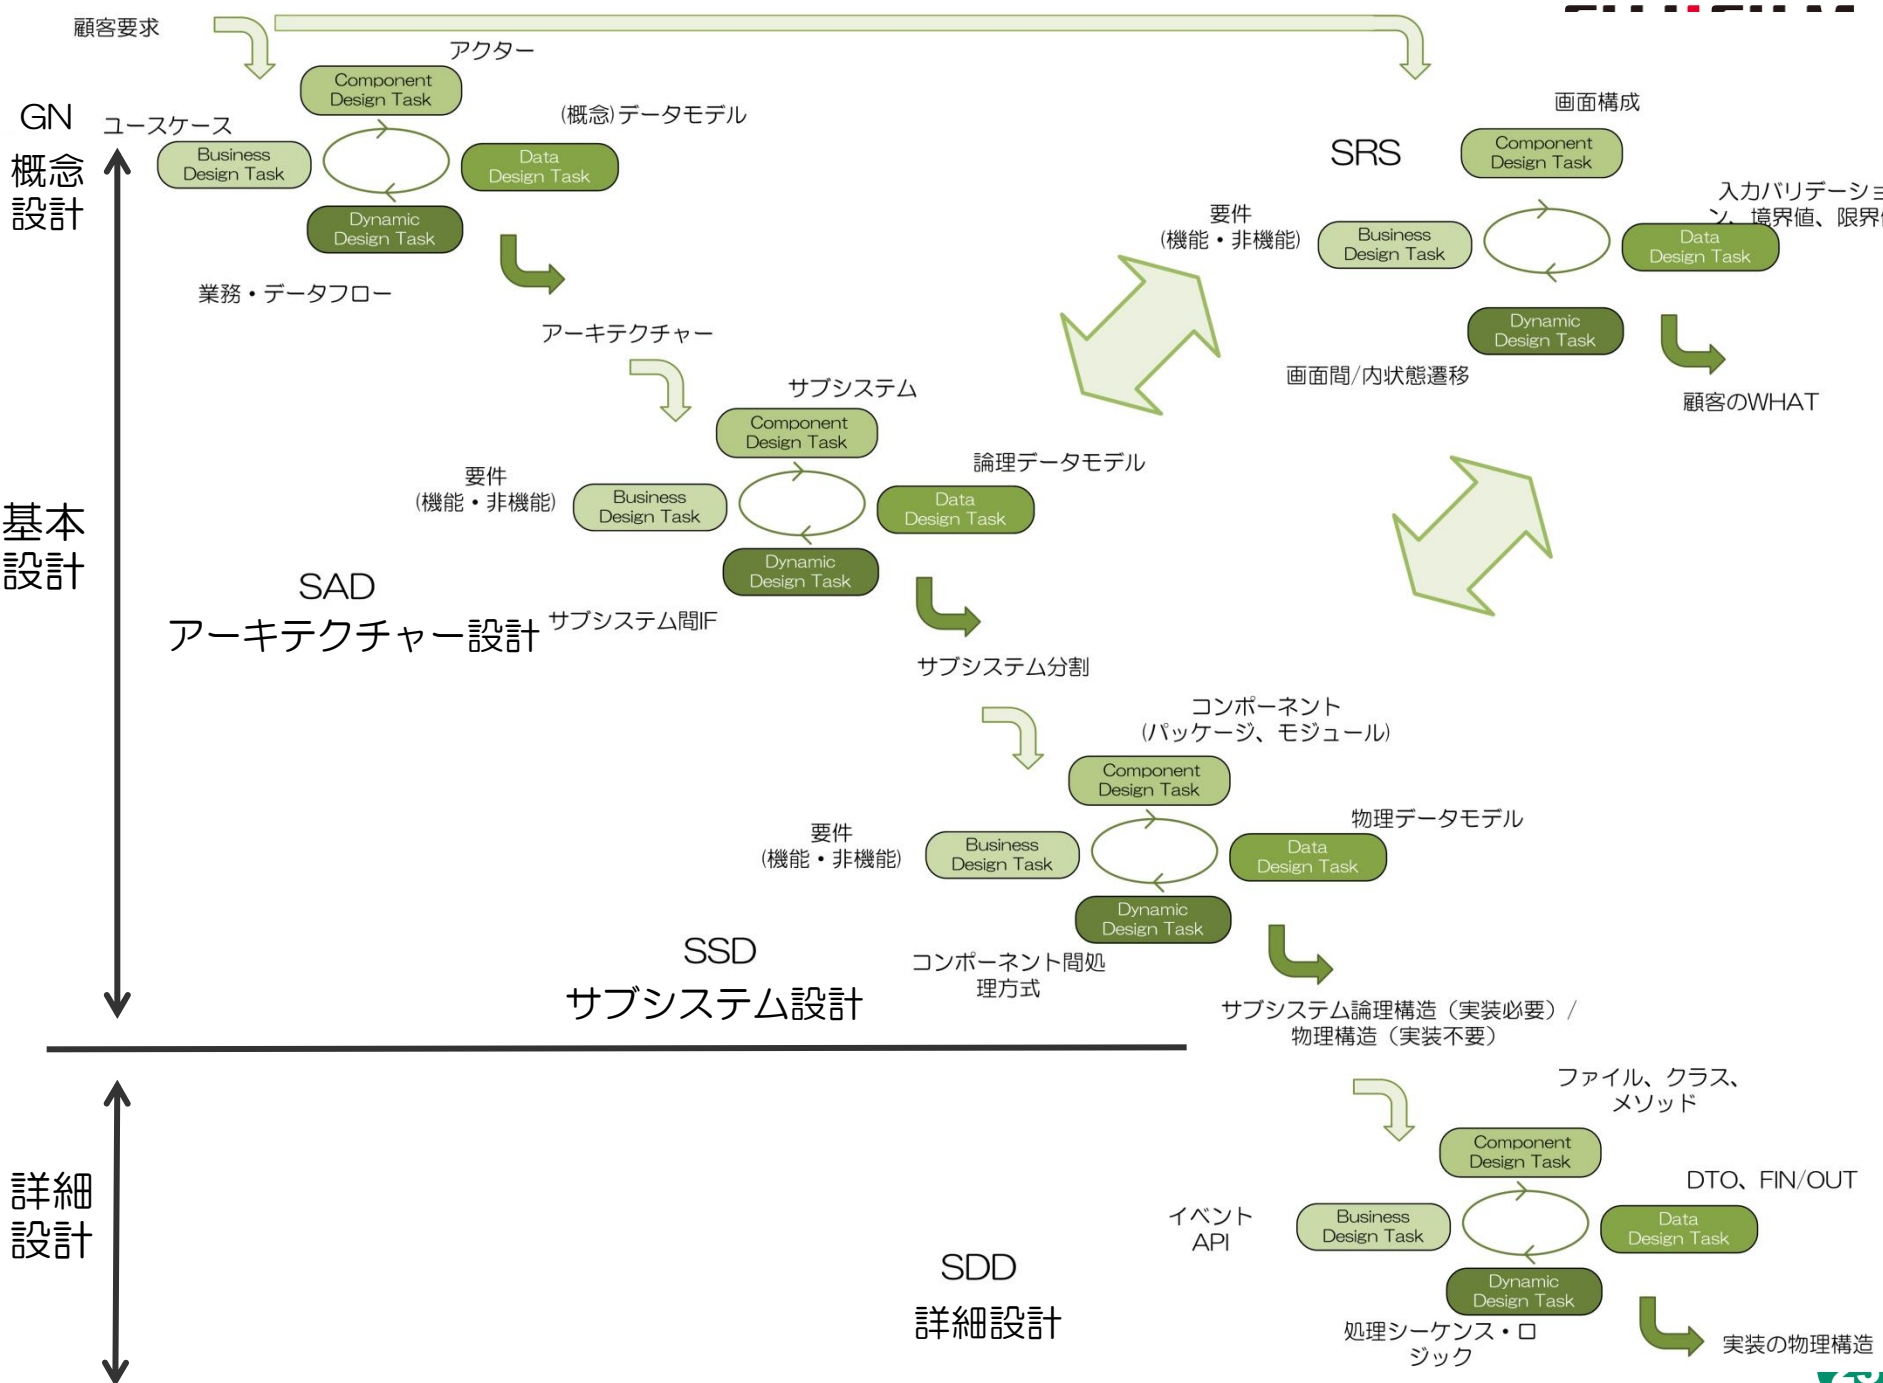 顧客要求
アクター
Component
Design Task
GN
概念
設計
ユースケース
(概念)データモデル
Business
Design Task
Data
Design Task
Dynamic
Design Task
業務・データフロー
アーキテクチャー
画面構成
SRS
Component
Design Task
入力バリデーショ
ン、境界値、限界
要件
(機能・非機能)
Business
Design Task
Data
Design Task
Dynamic
Design Task
画面間/内状態遷移
顧客のWHAT
サブシステム
Component
Design Task
要件
(機能・非機能)
論理データモデル
Business
Design Task
Data
Design Task
Dynamic
Design Task
基本
設計
SAD
アーキテクチャー設計
サブシステム間IF
サブシステム分割
コンポーネント
(パッケージ、モジュール)
Component
Design Task
要件
(機能・非機能)
物理データモデル
Business
Design Task
Data
Design Task
Dynamic
Design Task
SSD
サブシステム設計
コンポーネント間処
理方式
サブシステム論理構造（実装必要）/
物理構造（実装不要）
ファイル、クラス、
メソッド
Component
Design Task
詳細
設計
DTO、FIN/OUT
イベント
API
Business
Design Task
Data
Design Task
Dynamic
Design Task
SDD
詳細設計
処理シーケンス・ロ
ジック
実装の物理構造